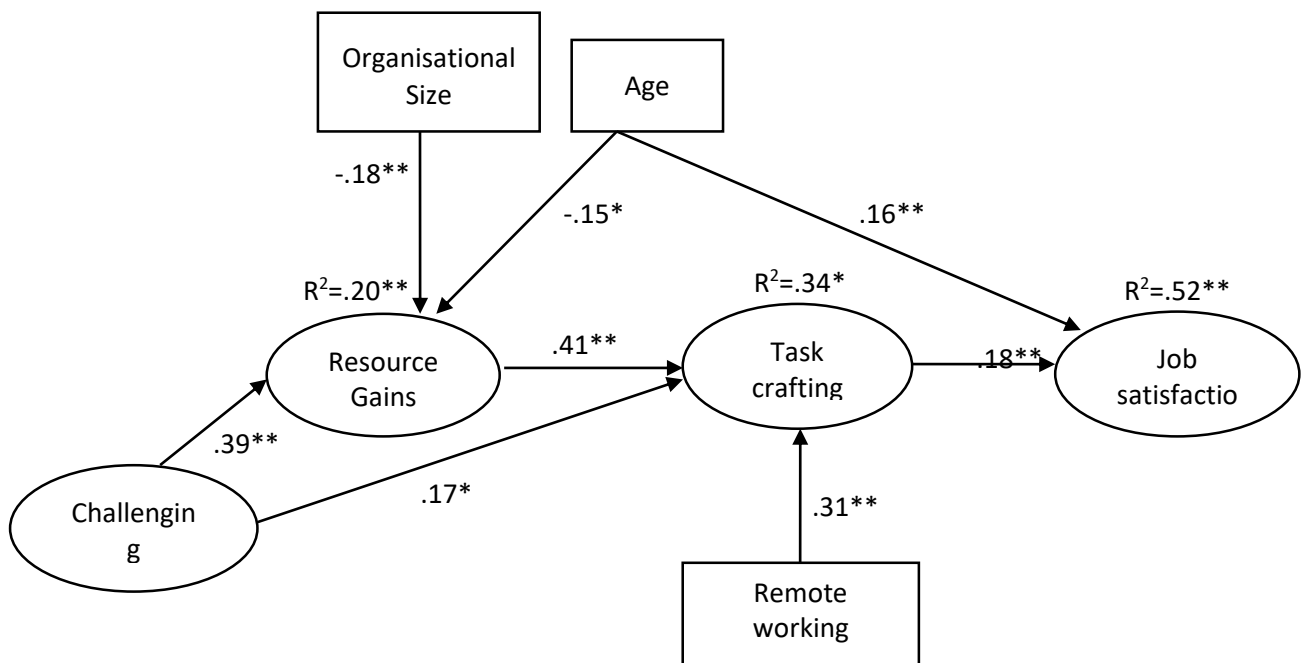 Organisational
Size
Age
-.18**
-.15*
.16**
R²=.20**
R²=.34*
R²=.52**
Resource
Gains
.41**
Task
crafting
.18**
Job
satisfactio
.39**
Challengin
g
.17*
.31**
Remote
working